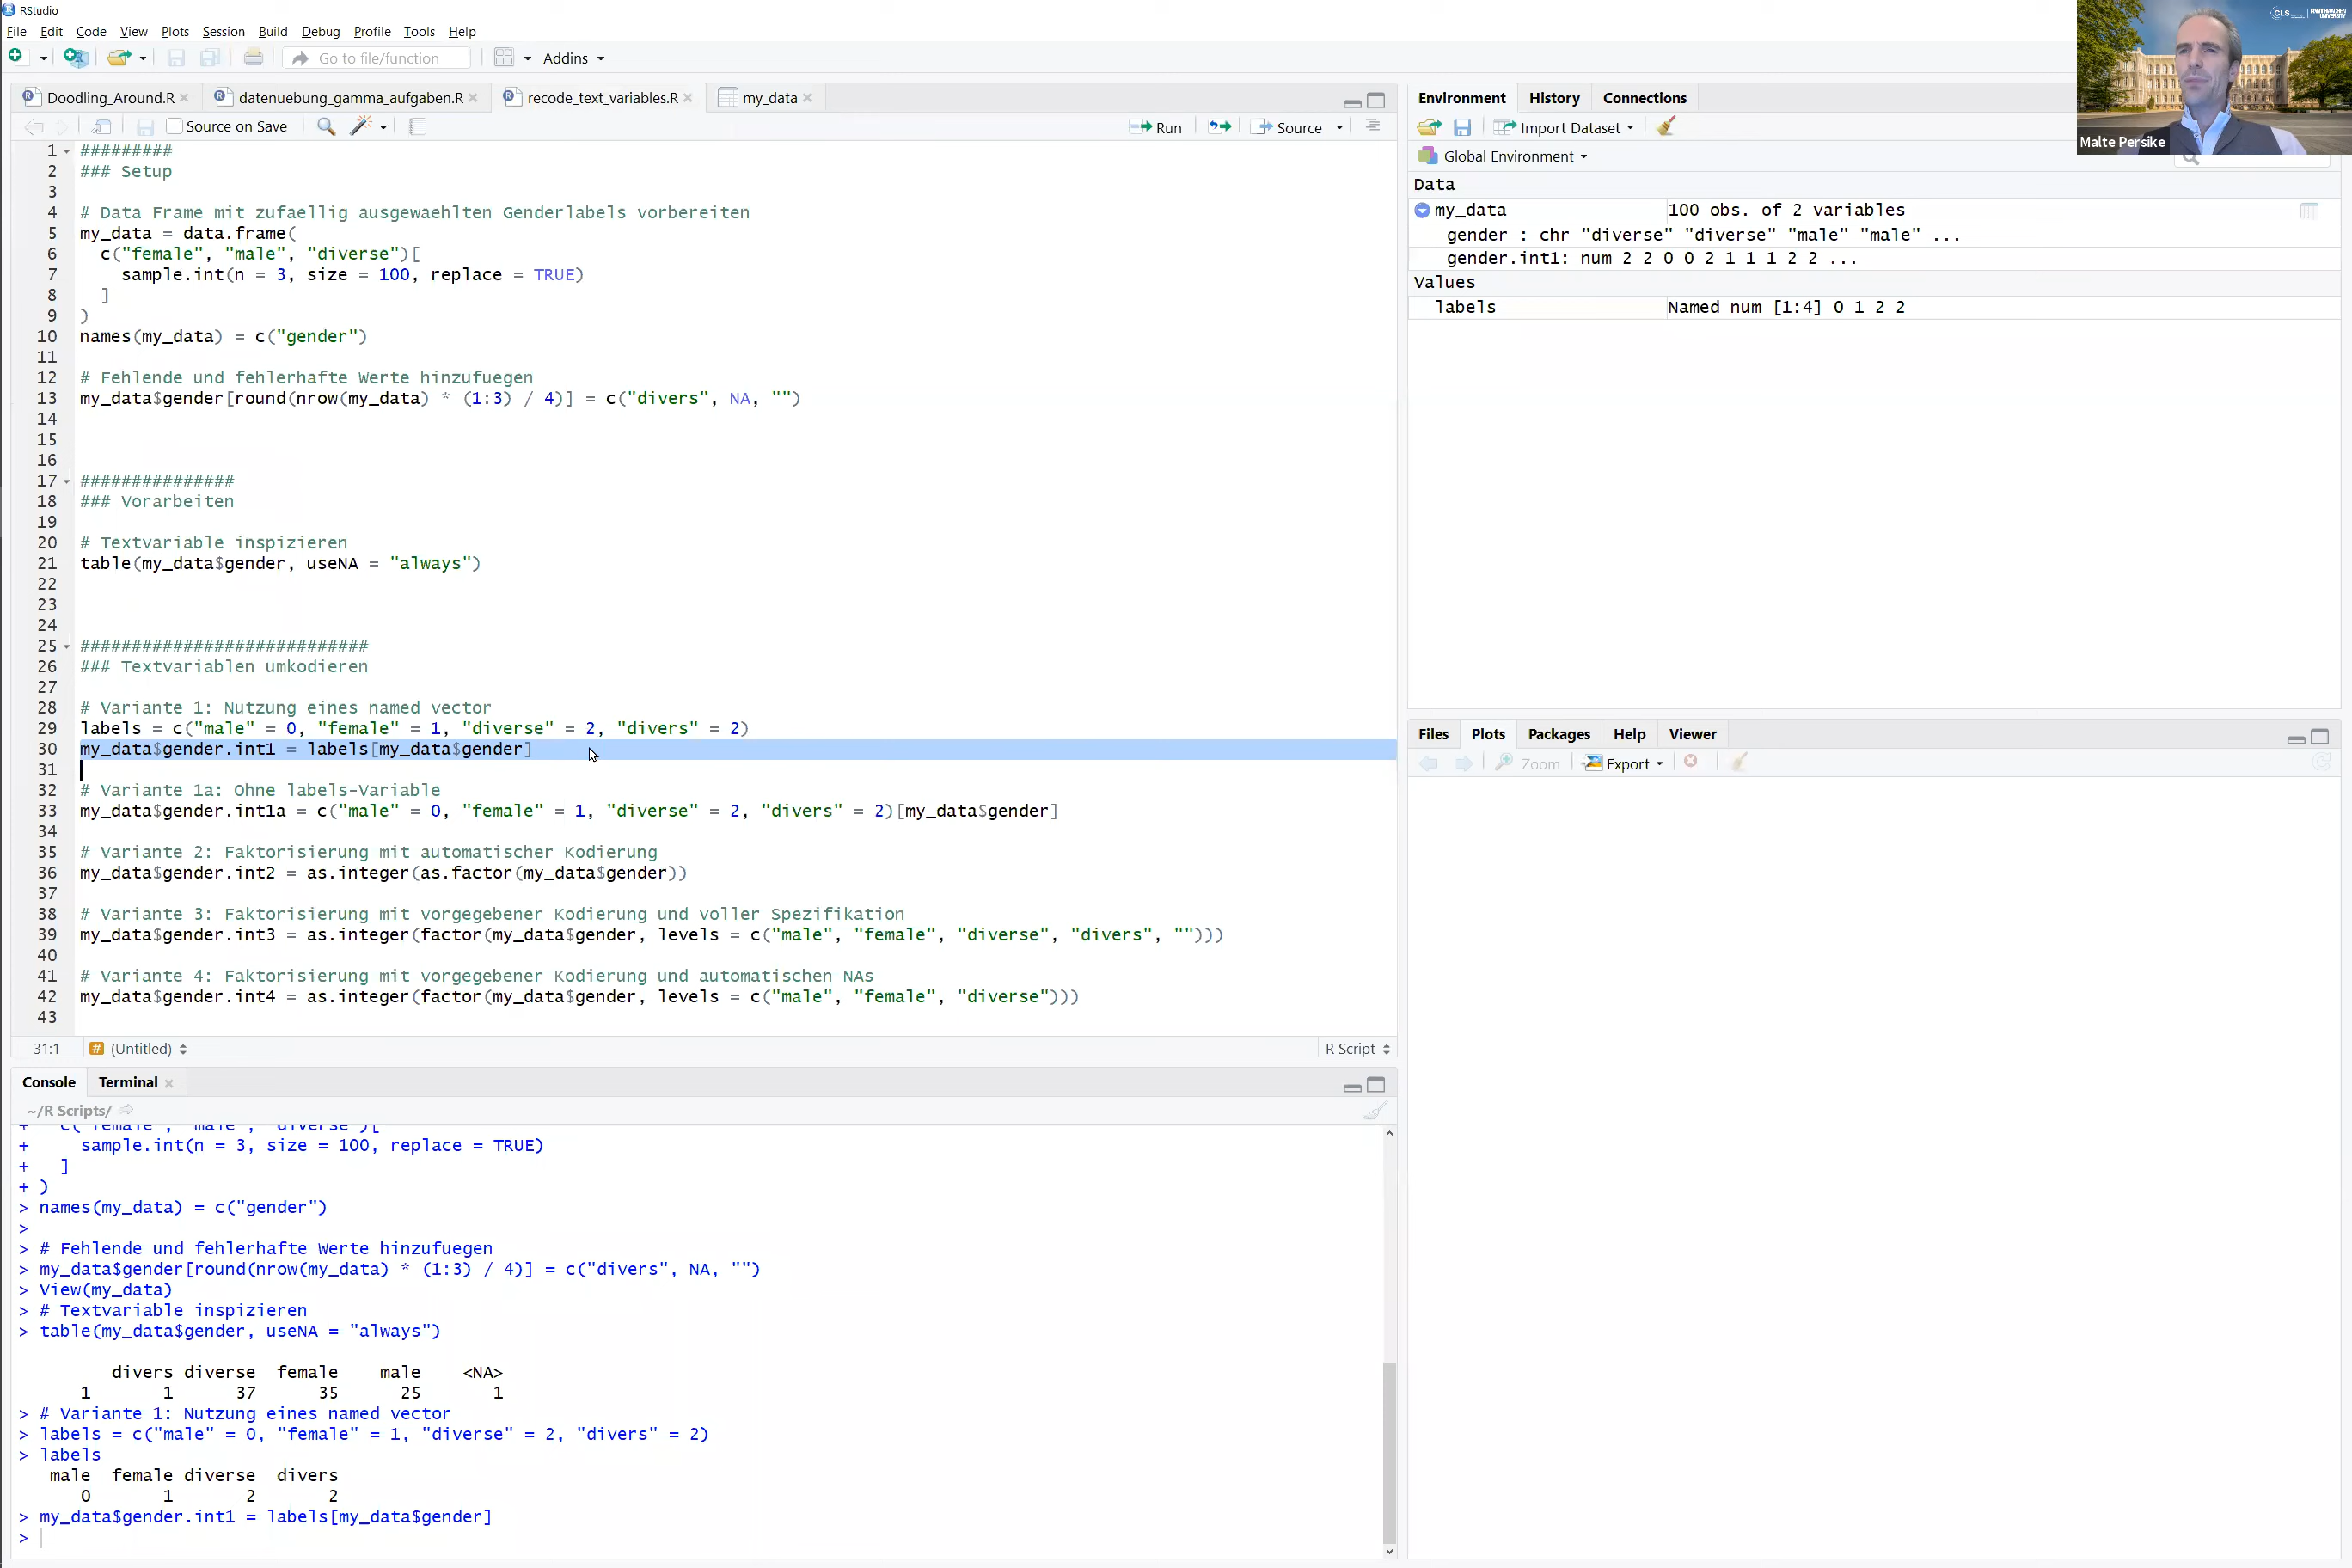 RStudio
File Edit Code View Plots Session Build Debug Profile Tools Help
Go to file/function Addins
Doodling_Around.R datenuebung_gamma_aufgaben.R recode_text_variables.R my_data
Source on Save Run Source
1 #########
2 ### Setup
3
4 # Data Frame mit zufaellig ausgewaehlten Genderlabels vorbereiten
5 my_data = data.frame(
6 c("female", "male", "diverse")[
7 sample.int(n = 3, size = 100, replace = TRUE)
8 ]
9 )
10 names(my_data) = c("gender")
11
12 # Fehlende und fehlerhafte Werte hinzufuegen
13 my_data$gender[round(nrow(my_data) * (1:3) / 4)] = c("divers", NA, "")
14
15
16
17 ###############
18 ### Vorarbeiten
19
20 # Textvariable inspizieren
21 table(my_data$gender, useNA = "always")
22
23
24
25 ############################
26 ### Textvariablen umkodieren
27
28 # Variante 1: Nutzung eines named vector
29 labels = c("male" = 0, "female" = 1, "diverse" = 2, "divers" = 2)
30 my_data$gender.int1 = labels[my_data$gender]
31
32 # Variante 1a: Ohne labels-Variable
33 my_data$gender.int1a = c("male" = 0, "female" = 1, "diverse" = 2, "divers" = 2)[my_data$gender]
34
35 # Variante 2: Faktorisierung mit automatischer Kodierung
36 my_data$gender.int2 = as.integer(as.factor(my_data$gender))
37
38 # Variante 3: Faktorisierung mit vorgegebener Kodierung und voller Spezifikation
39 my_data$gender.int3 = as.integer(factor(my_data$gender, levels = c("male", "female", "diverse", "divers", "")))
40
41 # Variante 4: Faktorisierung mit vorgegebener Kodierung und automatischen NAs
42 my_data$gender.int4 = as.integer(factor(my_data$gender, levels = c("male", "female", "diverse")))
43
31:1 # (Untitled) R Script
Console Terminal
~/R Scripts/
+ c("female", "male", "diverse")[
+ sample.int(n = 3, size = 100, replace = TRUE)
+ ]
+ )
> names(my_data) = c("gender")
>
> # Fehlende und fehlerhafte Werte hinzufuegen
> my_data$gender[round(nrow(my_data) * (1:3) / 4)] = c("divers", NA, "")
> View(my_data)
> # Textvariable inspizieren
> table(my_data$gender, useNA = "always")
divers diverse female male <NA>
1 1 37 35 25 1
> # Variante 1: Nutzung eines named vector
> labels = c("male" = 0, "female" = 1, "diverse" = 2, "divers" = 2)
> labels
male female diverse divers
0 1 2 2
> my_data$gender.int1 = labels[my_data$gender]
>
Environment History Connections
Import Dataset
Global Environment
Data
my_data 100 obs. of 2 variables
gender : chr "diverse" "diverse" "male" "male" ...
gender.int1: num 2 2 0 0 2 1 1 1 2 2 ...
Values
labels Named num [1:4] 0 1 2 2
Files Plots Packages Help Viewer
Zoom Export
CLS
Malte Persike